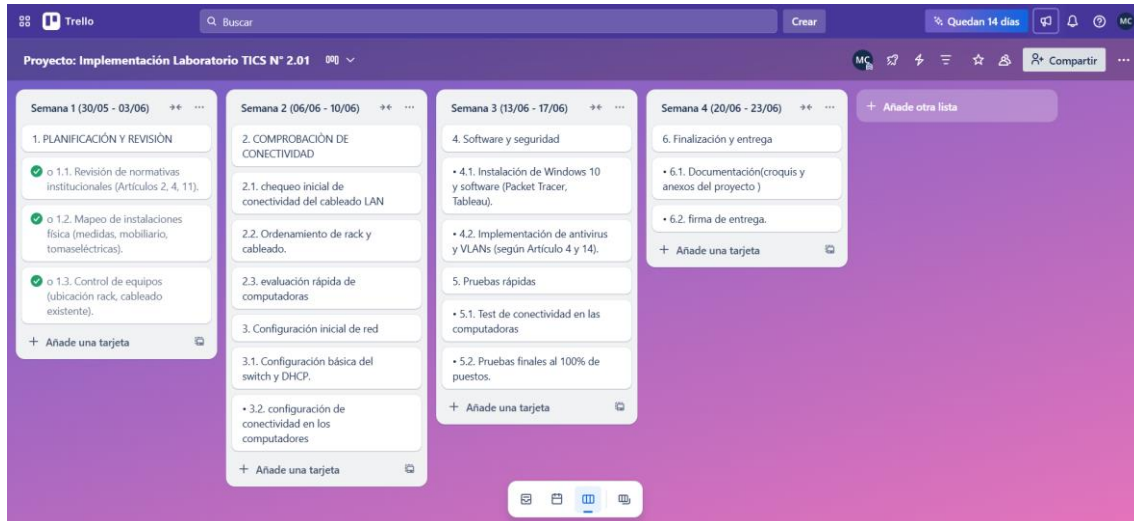 Trello
Buscar
Crear
Quedan 14 días
MC
Proyecto: Implementación Laboratorio TICS N° 2.01
MC
Compartir
Semana 1 (30/05 - 03/06)
1. PLANIFICACIÓN Y REVISIÓN
o 1.1. Revisión de normativas
institucionales (Artículos 2, 4, 11).
o 1.2. Mapeo de instalaciones
física (medidas, mobiliario,
tomaseléctricas).
o 1.3. Control de equipos
(ubicación rack, cableado
existente).
+ Añade una tarjeta
Semana 2 (06/06 - 10/06)
2. COMPROBACIÒN DE
CONECTIVIDAD
2.1. chequeo inicial de
conectividad del cableado LAN
2.2. Ordenamiento de rack y
cableado.
2.3. evaluación rápida de
computadoras
3. Configuración inicial de red
3.1. Configuración básica del
switch y DHCP.
• 3.2. configuración de
conectividad en los
computadores
+ Añade una tarjeta
Semana 3 (13/06 - 17/06)
4. Software y seguridad
• 4.1. Instalación de Windows 10
y software (Packet Tracer,
Tableau).
• 4.2. Implementación de antivirus
y VLANs (según Artículo 4 y 14).
5. Pruebas rápidas
• 5.1. Test de conectividad en las
computadoras
• 5.2. Pruebas finales al 100% de
puestos.
+ Añade una tarjeta
Semana 4 (20/06 - 23/06)
6. Finalización y entrega
• 6.1. Documentación(croquis y
anexos del proyecto )
• 6.2. firma de entrega.
+ Añade una tarjeta
+ Añade otra lista